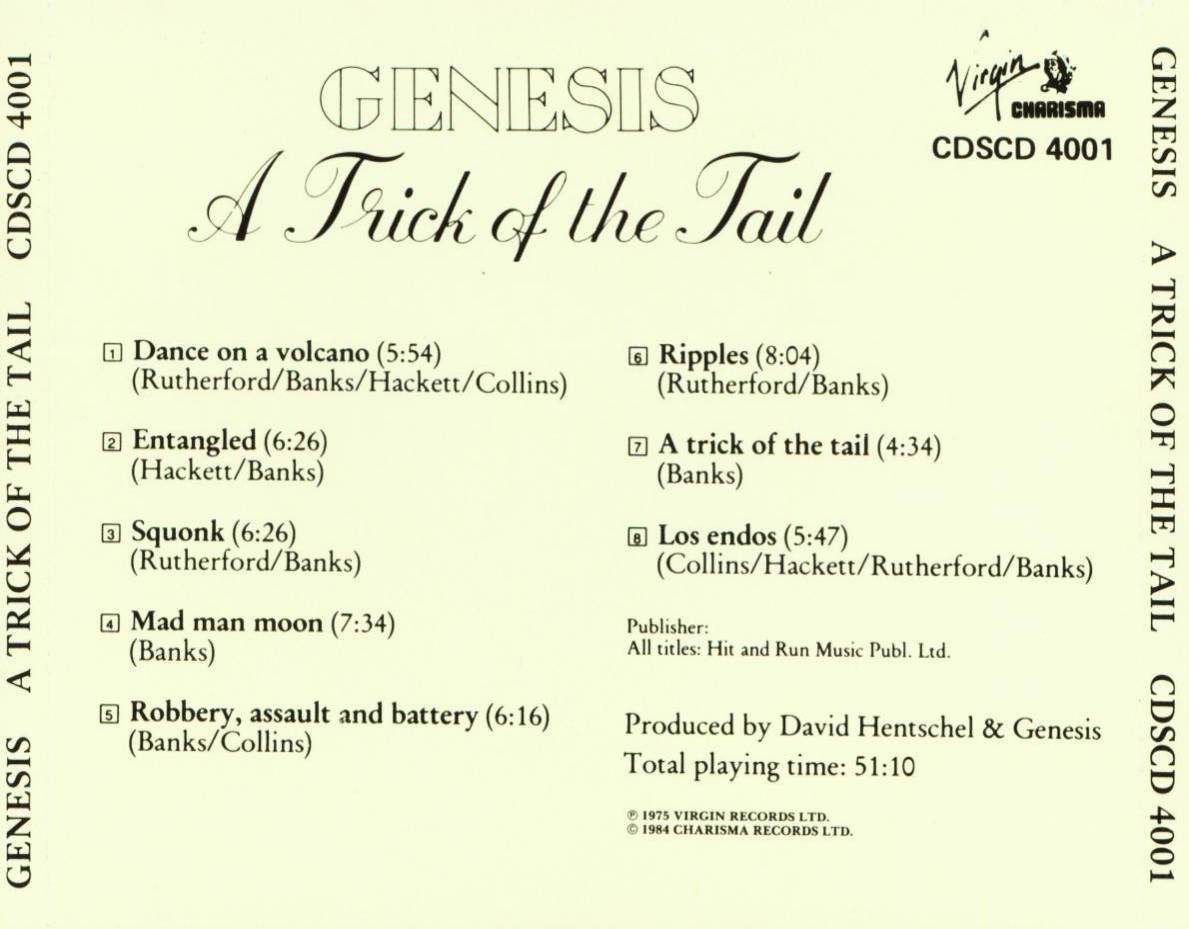 GENESIS
A Trick of the Tail
Virgin
CHARISMA
CDSCD 4001
1 Dance on a volcano (5:54)
(Rutherford/Banks/Hackett/Collins)
2 Entangled (6:26)
(Hackett/Banks)
3 Squonk (6:26)
(Rutherford/Banks)
4 Mad man moon (7:34)
(Banks)
5 Robbery, assault and battery (6:16)
(Banks/Collins)
6 Ripples (8:04)
(Rutherford/Banks)
7 A trick of the tail (4:34)
(Banks)
8 Los endos (5:47)
(Collins/Hackett/Rutherford/Banks)
Publisher:
All titles: Hit and Run Music Publ. Ltd.
Produced by David Hentschel & Genesis
Total playing time: 51:10
℗ 1975 VIRGIN RECORDS LTD.
© 1984 CHARISMA RECORDS LTD.
GENESIS A TRICK OF THE TAIL CDSCD 4001
GENESIS A TRICK OF THE TAIL CDSCD 4001